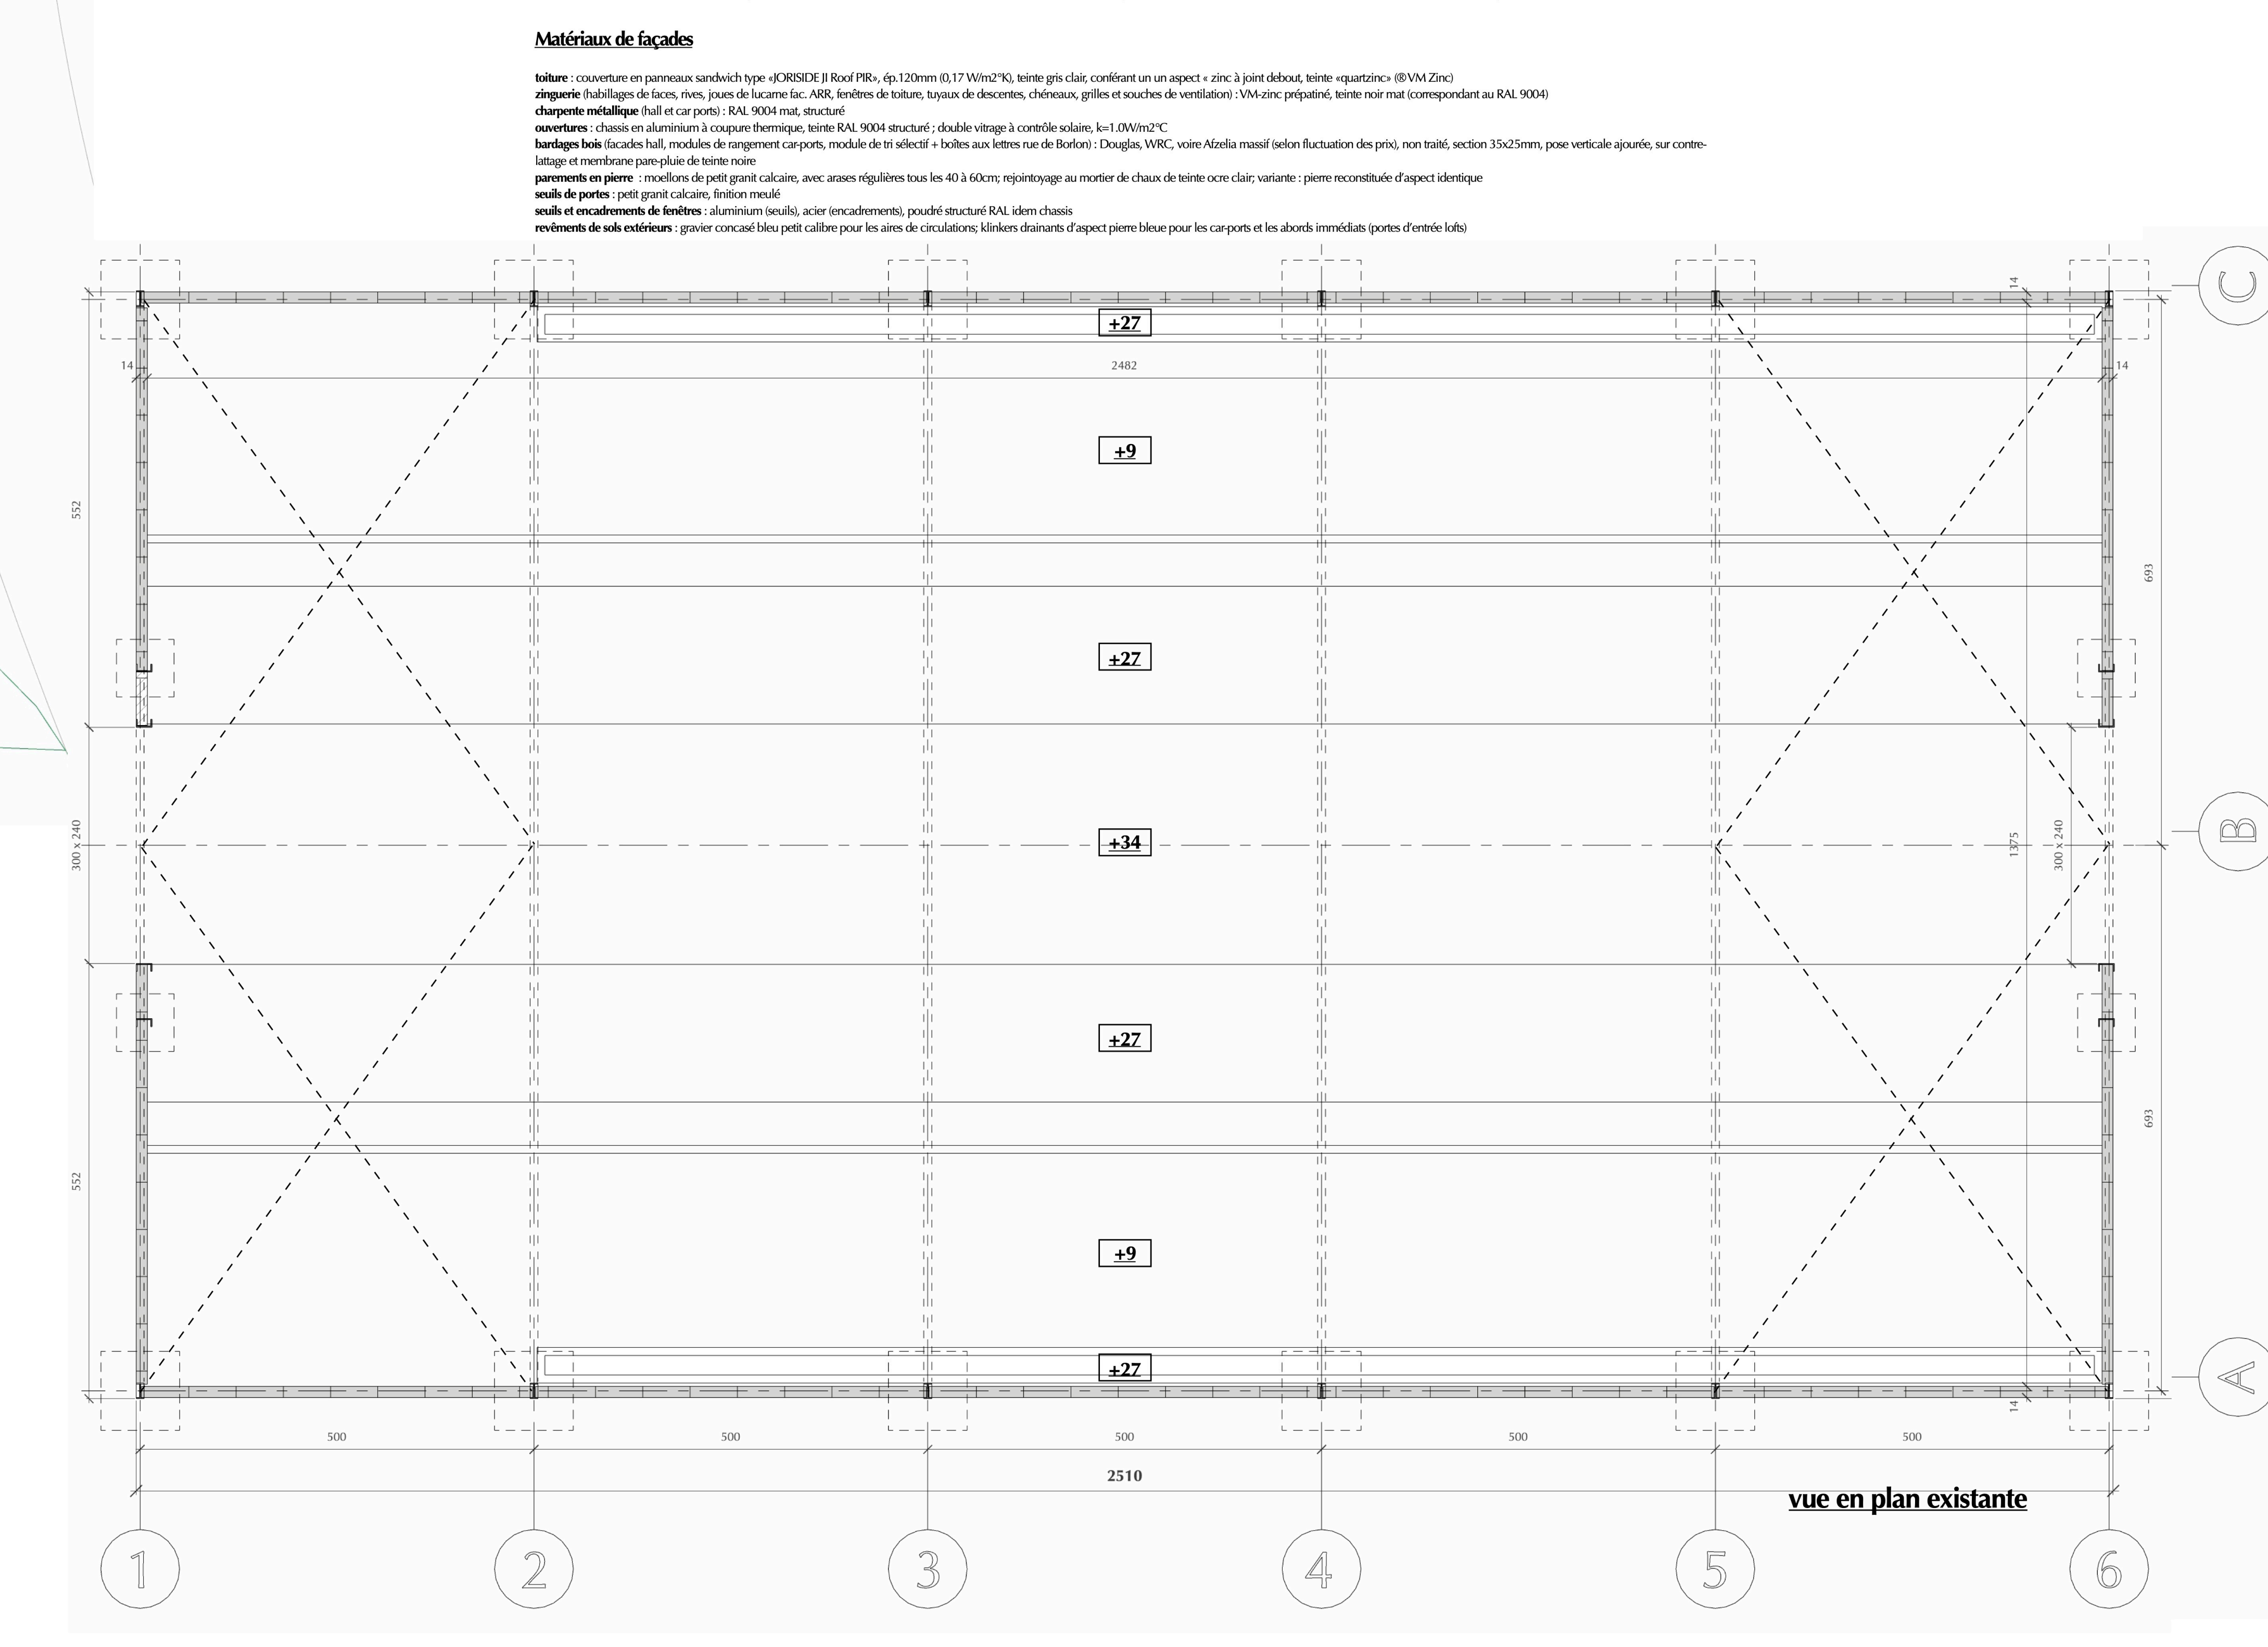 Matériaux de façades
toiture : couverture en panneaux sandwich type «JORISIDE JI Roof PIR», ép.120mm (0,17 W/m2°K), teinte gris clair, conférant un un aspect « zinc à joint debout, teinte «quartzinc» (® VM Zinc)
zinguerie (habillages de faces, rives, joues de lucarne fac. ARR, fenêtres de toiture, tuyaux de descentes, chéneaux, grilles et souches de ventilation) : VM-zinc prépatiné, teinte noir mat (correspondant au RAL 9004)
charpente métallique (hall et car ports) : RAL 9004 mat, structuré
ouvertures : chassis en aluminium à coupure thermique, teinte RAL 9004 structuré ; double vitrage à contrôle solaire, k=1.0W/m2°C
bardages bois (facades hall, modules de rangement car-ports, module de tri sélectif + boîtes aux lettres rue de Borlon) : Douglas, WRC, voire Afzelia massif (selon fluctuation des prix), non traité, section 35x25mm, pose verticale ajourée, sur contre-
lattage et membrane pare-pluie de teinte noire
parements en pierre : moellons de petit granit calcaire, avec arases régulières tous les 40 à 60cm; rejointoyage au mortier de chaux de teinte ocre clair; variante : pierre reconstituée d'aspect identique
seuils de portes : petit granit calcaire, finition meulé
seuils et encadrements de fenêtres : aluminium (seuils), acier (encadrements), poudré structuré RAL idem chassis
revêments de sols extérieurs : gravier concasé bleu petit calibre pour les aires de circulations; klinkers drainants d'aspect pierre bleue pour les car-ports et les abords immédiats (portes d'entrée lofts)
14
C
+27
14
2482
14
+9
552
693
+27
300 x 240
+34
1375
300 x 240
B
+27
552
693
+9
+27
A
14
500
500
500
500
500
2510
vue en plan existante
1
2
3
4
5
6